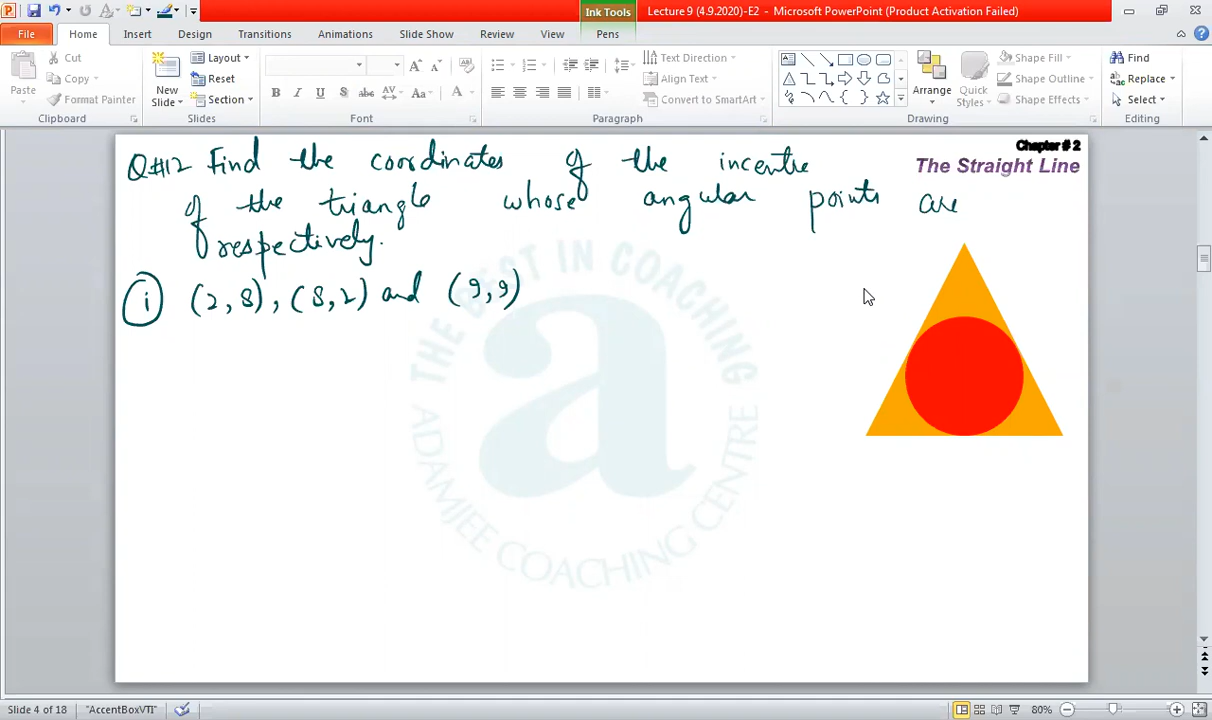 Ink Tools
Lecture 9 (4.9.2020)-E2 - Microsoft PowerPoint (Product Activation Failed)
File Home Insert Design Transitions Animations Slide Show Review View Pens
Cut Layout Text Direction Shape Fill Find
Copy Reset Align Text Shape Outline Replace
Paste Format Painter New Slide Section B I U S abc AV Aa A Convert to SmartArt Arrange Quick Styles Shape Effects Select
Clipboard Slides Font Paragraph Drawing Editing
Chapter # 2
The Straight Line
Q#12 Find the coordinates of the incentre
of the triangle whose angular points are
respectively.
(i) (2,8), (8,2) and (9,9)
THE BEST IN COACHING
a
ADAMJEE COACHING CENTRE
Slide 4 of 18 "AccentBoxVTI" 80%